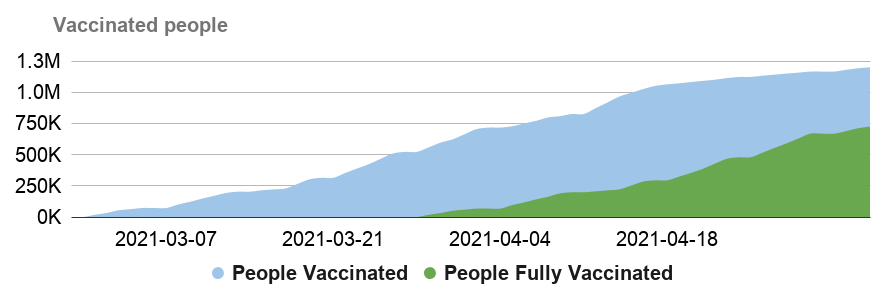 Vaccinated people
1.3M
1.0M
750K
500K
250K
0K
2021-03-07 2021-03-21 2021-04-04 2021-04-18
People Vaccinated People Fully Vaccinated